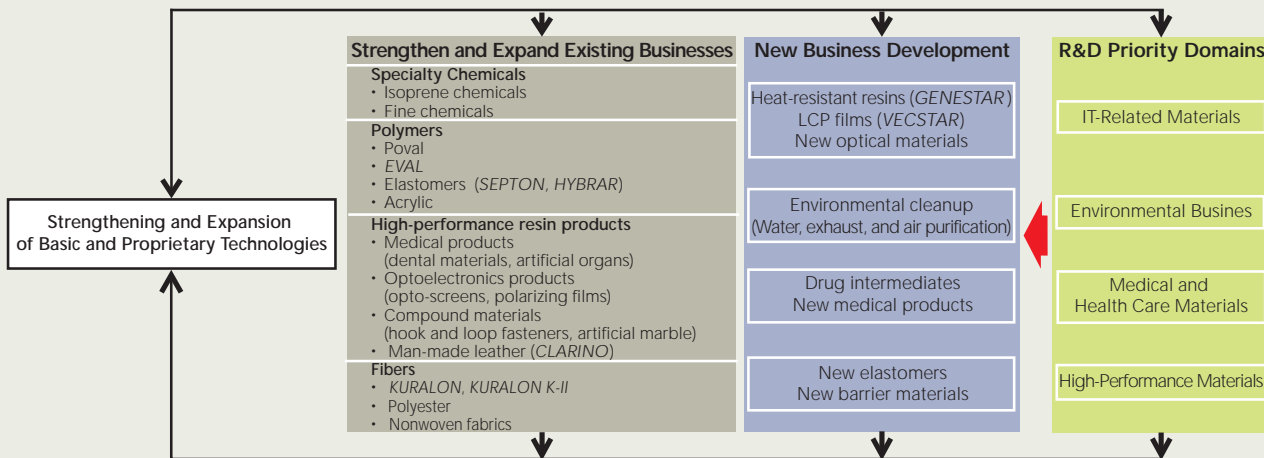 Strengthening and Expansion
of Basic and Proprietary Technologies
Strengthen and Expand Existing Businesses
Specialty Chemicals
• Isoprene chemicals
• Fine chemicals
Polymers
• Poval
• EVAL
• Elastomers (SEPTON, HYBRAR)
• Acrylic
High-performance resin products
• Medical products
(dental materials, artificial organs)
• Optoelectronics products
(opto-screens, polarizing films)
• Compound materials
(hook and loop fasteners, artificial marble)
• Man-made leather (CLARINO)
Fibers
• KURALON, KURALON K-II
• Polyester
• Nonwoven fabrics
New Business Development
Heat-resistant resins (GENESTAR)
LCP films (VECSTAR)
New optical materials
Environmental cleanup
(Water, exhaust, and air purification)
Drug intermediates
New medical products
New elastomers
New barrier materials
R&D Priority Domains
IT-Related Materials
Environmental Busines
Medical and
Health Care Materials
High-Performance Materials